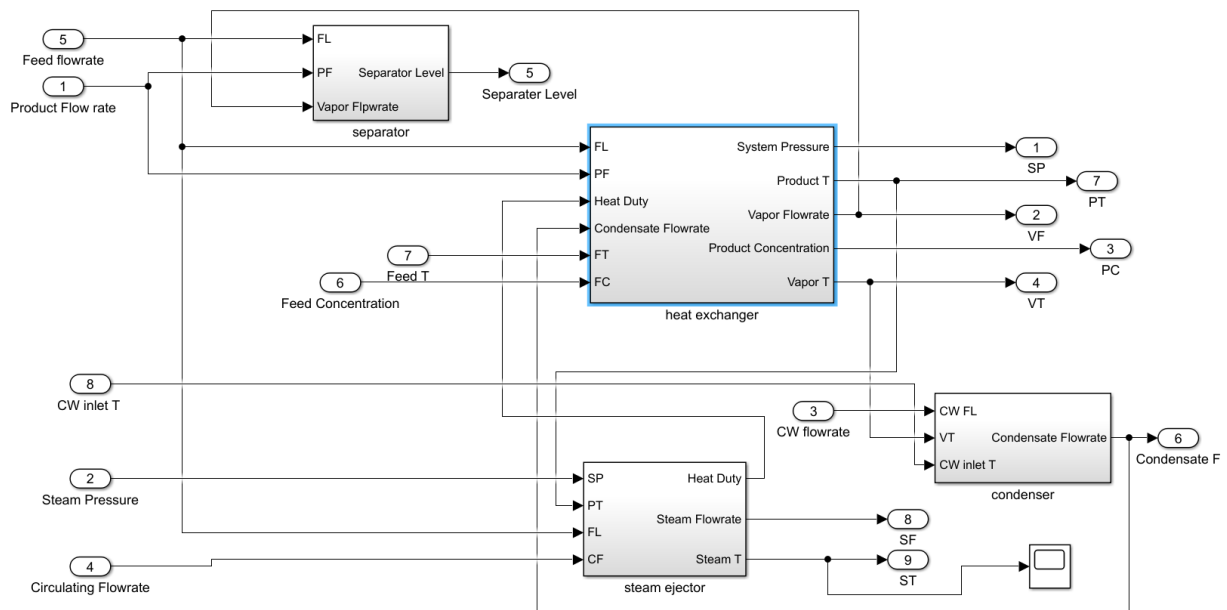 5
Feed flowrate
1
Product Flow rate
FL
PF
Vapor Flpwrate
Separator Level
separator
5
Separater Level
FL
PF
Heat Duty
Condensate Flowrate
FT
FC
System Pressure
Product T
Vapor Flowrate
Product Concentration
Vapor T
heat exchanger
1
SP
7
PT
2
VF
3
PC
4
VT
7
Feed T
6
Feed Concentration
8
CW inlet T
3
CW flowrate
CW FL
VT
CW inlet T
Condensate Flowrate
condenser
6
Condensate F
2
Steam Pressure
4
Circulating Flowrate
SP
PT
FL
CF
Heat Duty
Steam Flowrate
Steam T
steam ejector
8
SF
9
ST